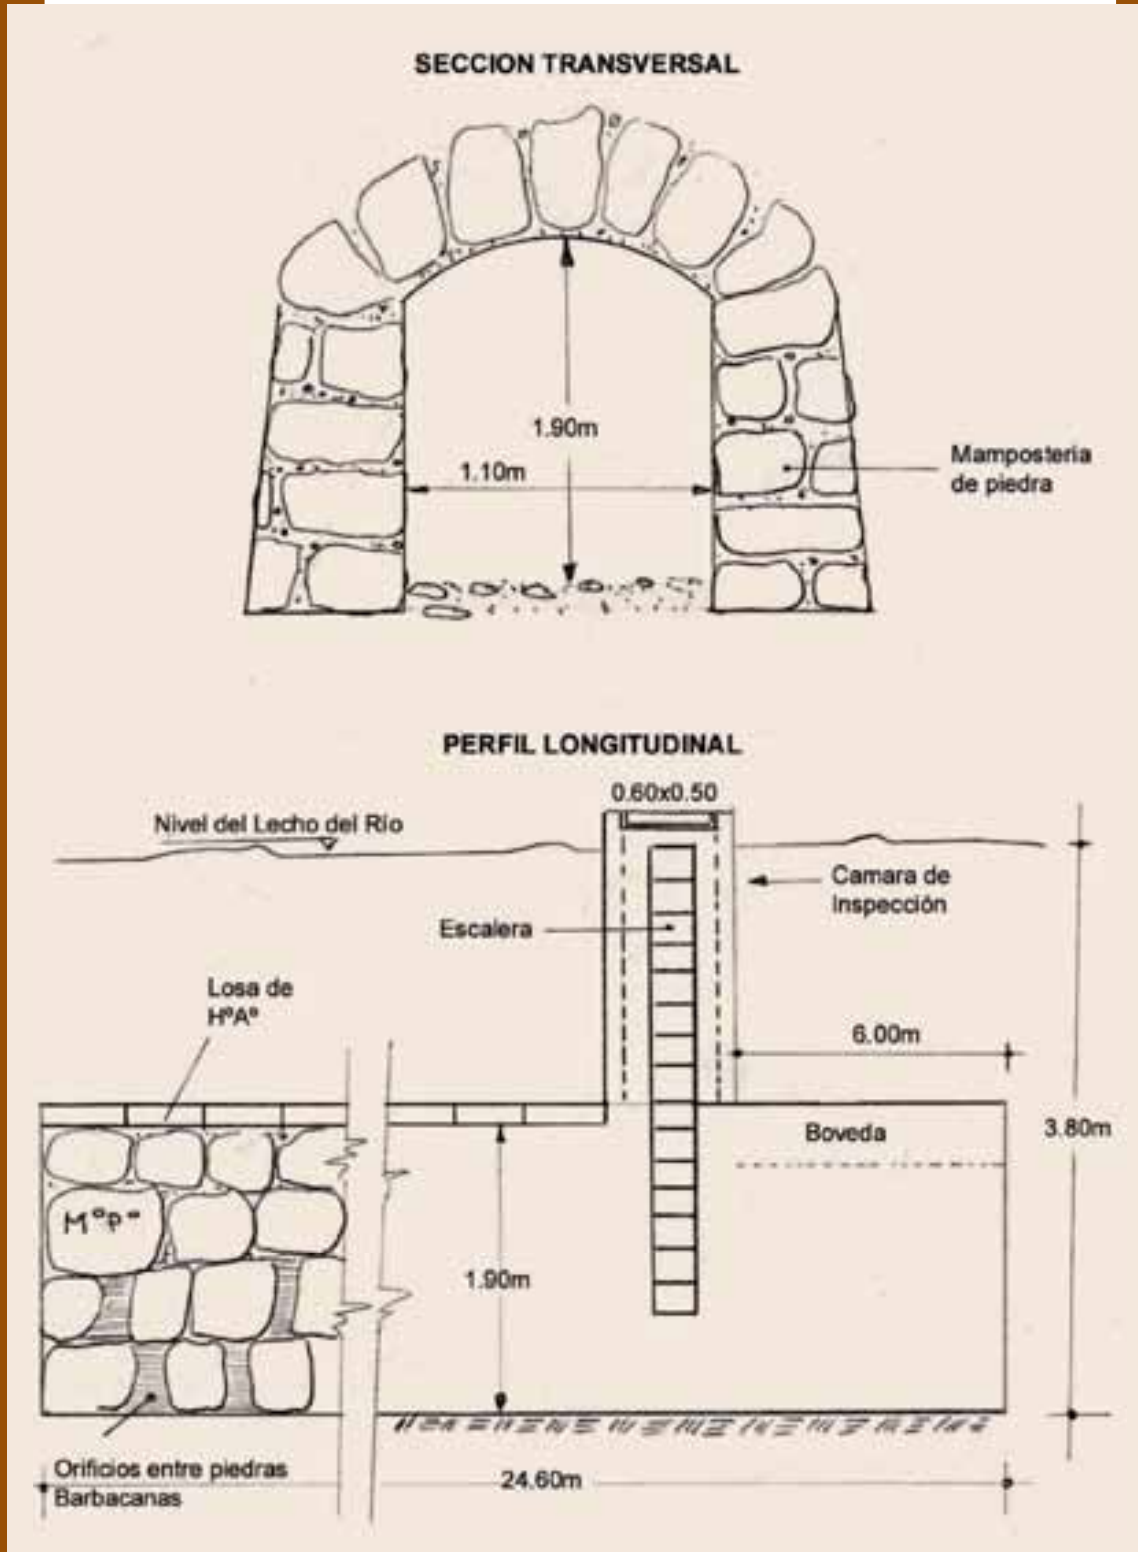 SECCION TRANSVERSAL
1.90m
1.10m
Mamposteria
de piedra
PERFIL LONGITUDINAL
0.60x0.50
Nivel del Lecho del Río
Camara de
Inspección
Escalera
Losa de
HºAº
6.00m
3.80m
Boveda
MºPº
1.90m
Orificios entre piedras
Barbacanas
24.60m